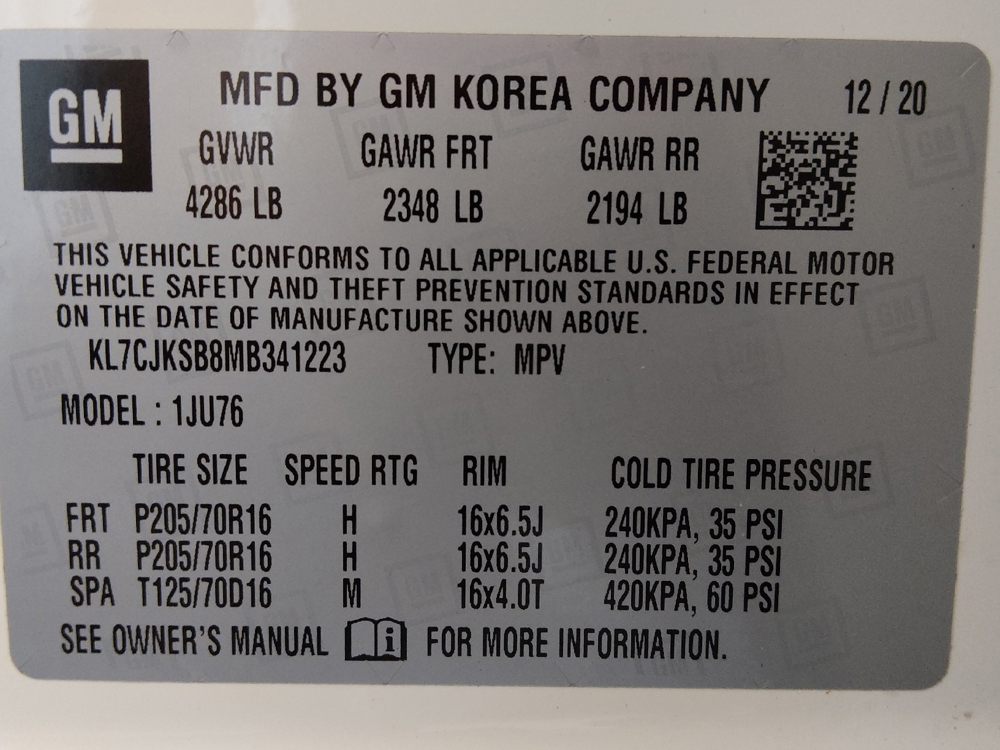 GM MFD BY GM KOREA COMPANY 12 / 20
GVWR GAWR FRT GAWR RR
4286 LB 2348 LB 2194 LB
THIS VEHICLE CONFORMS TO ALL APPLICABLE U.S. FEDERAL MOTOR
VEHICLE SAFETY AND THEFT PREVENTION STANDARDS IN EFFECT
ON THE DATE OF MANUFACTURE SHOWN ABOVE.
KL7CJKSB8MB341223 TYPE: MPV
MODEL : 1JU76
TIRE SIZE SPEED RTG RIM COLD TIRE PRESSURE
FRT P205/70R16 H 16x6.5J 240KPA, 35 PSI
RR P205/70R16 H 16x6.5J 240KPA, 35 PSI
SPA T125/70D16 M 16x4.0T 420KPA, 60 PSI
SEE OWNER'S MANUAL i FOR MORE INFORMATION.